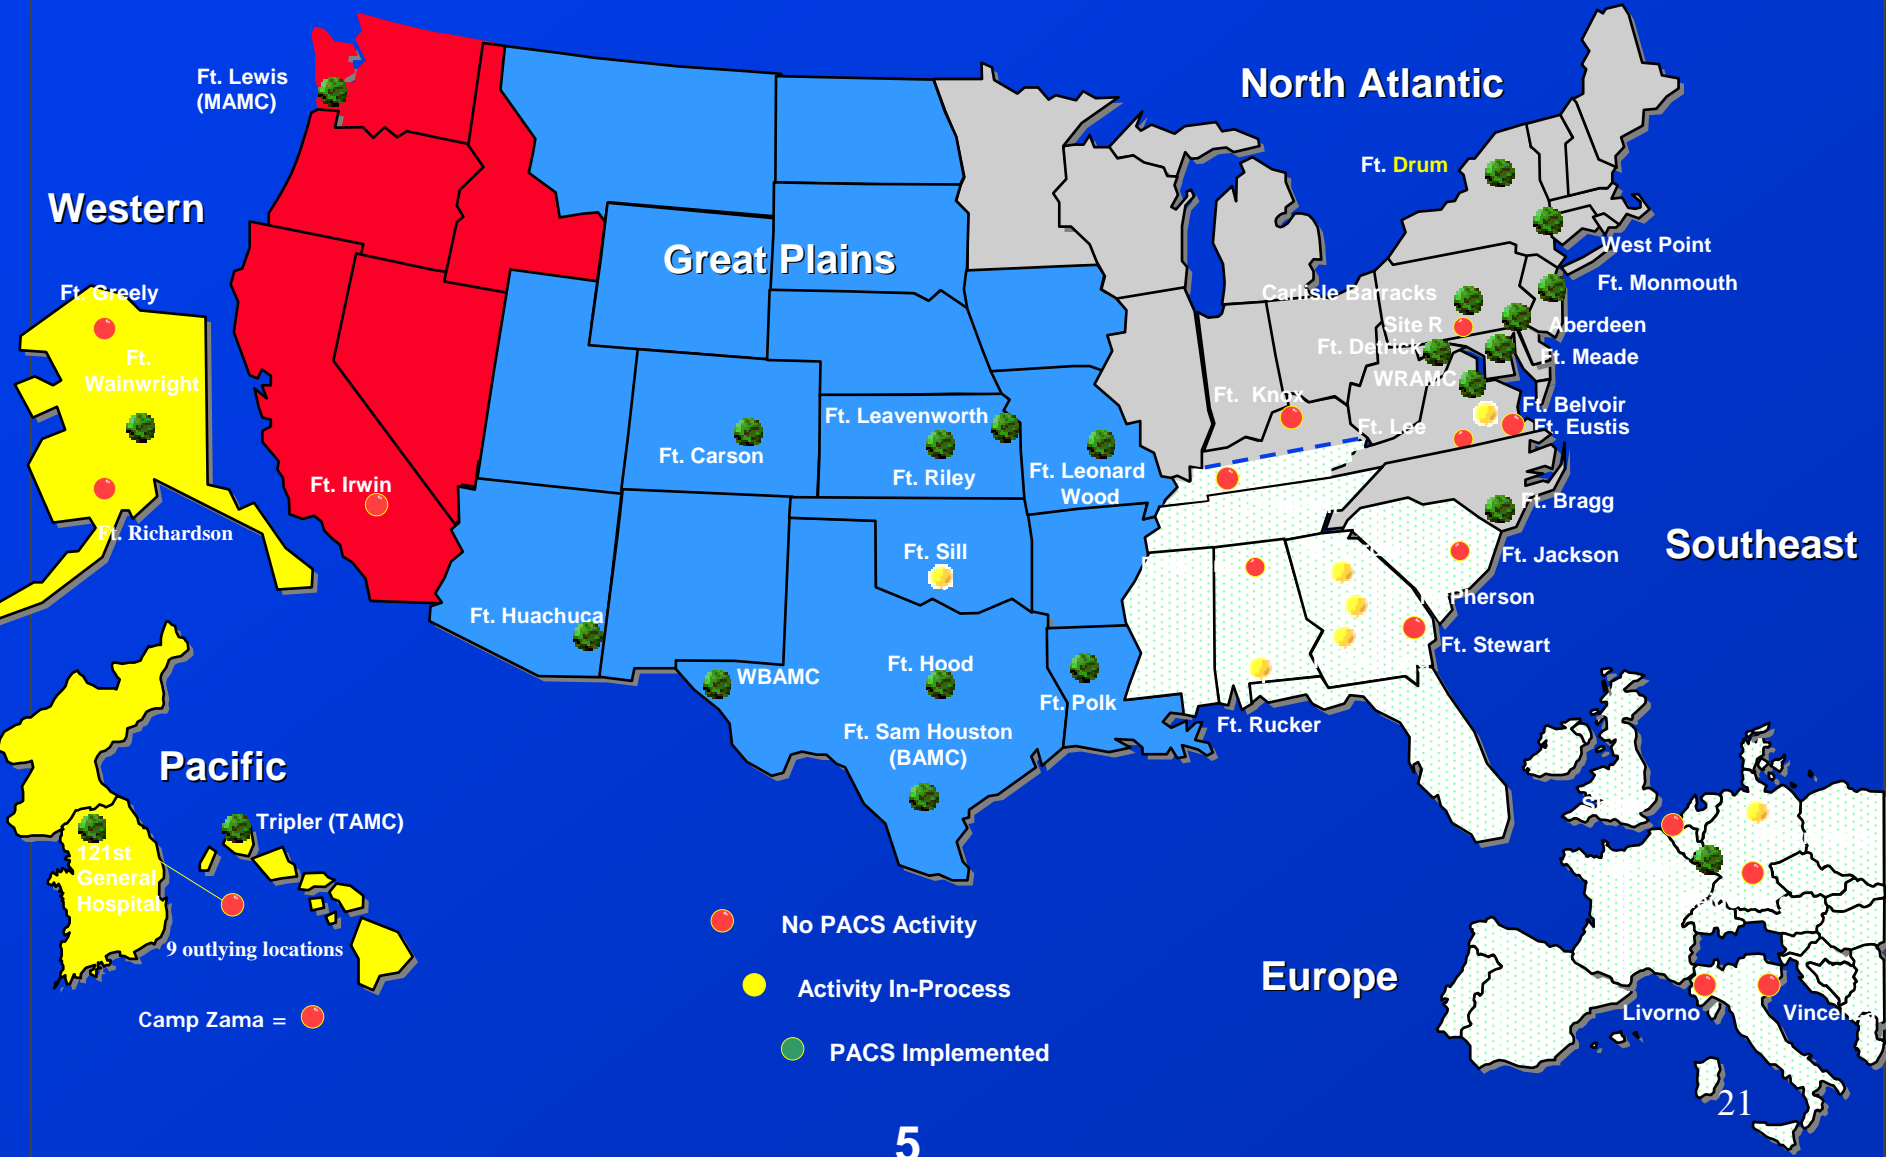 North Atlantic
Ft. Lewis
(MAMC)
Ft. Drum
Western
West Point
Great Plains
Ft. Monmouth
Ft. Greely
Carlisle Barracks
Site R
Aberdeen
Ft. Detrick
Ft. Meade
Ft.
Wainwright
WRAMC
Ft. Knox
Ft. Belvoir
Ft. Leavenworth
Ft. Lee
Ft. Eustis
Ft. Carson
Ft. Riley
Ft. Leonard
Wood
Ft. Irwin
Ft. Bragg
Ft. Richardson
Southeast
Ft. Sill
Ft. Jackson
Pherson
Ft. Huachuca
Ft. Stewart
Ft. Hood
WBAMC
Ft. Polk
Ft. Rucker
Ft. Sam Houston
(BAMC)
Pacific
Tripler (TAMC)
121st
General
Hospital
9 outlying locations
No PACS Activity
Europe
Activity In-Process
Livorno
Vincenza
Camp Zama =
PACS Implemented
21
5